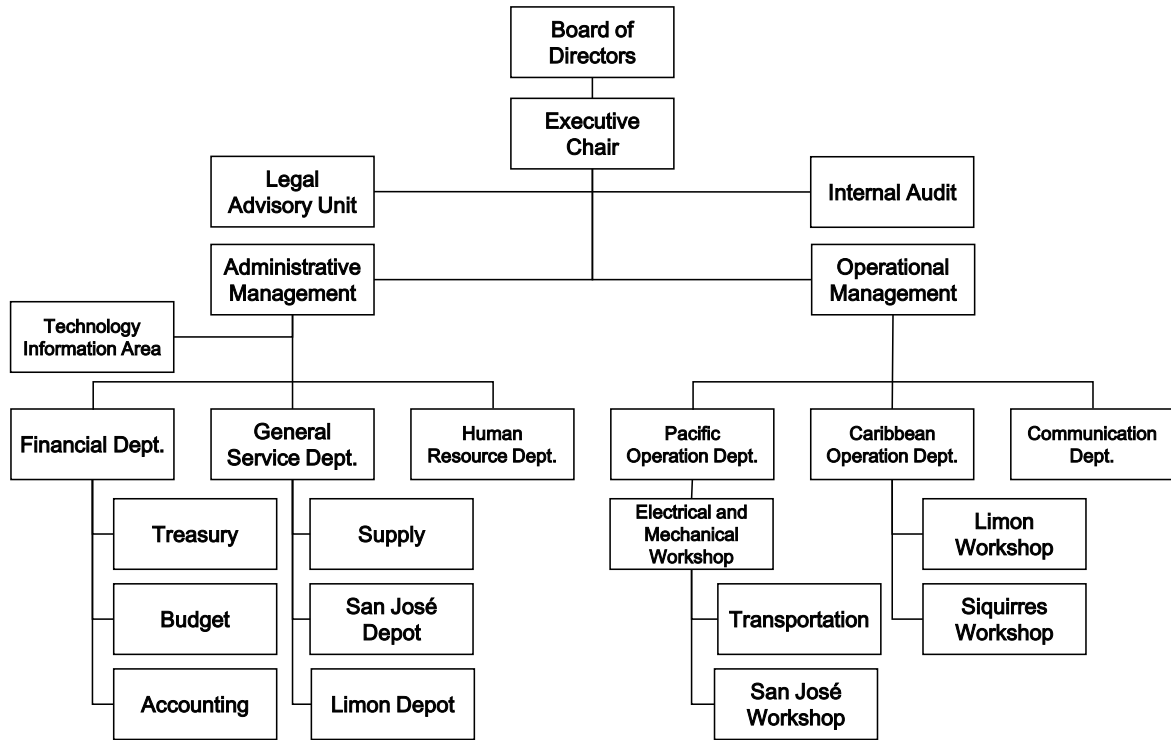 Board of
Directors
Executive
Chair
Legal
Advisory Unit
Internal Audit
Administrative
Management
Operational
Management
Technology
Information Area
Financial Dept.
General
Service Dept.
Human
Resource Dept.
Pacific
Operation Dept.
Caribbean
Operation Dept.
Communication
Dept.
Treasury
Supply
Electrical and
Mechanical
Workshop
Limon
Workshop
Budget
San José
Depot
Transportation
Siquirres
Workshop
Accounting
Limon Depot
San José
Workshop